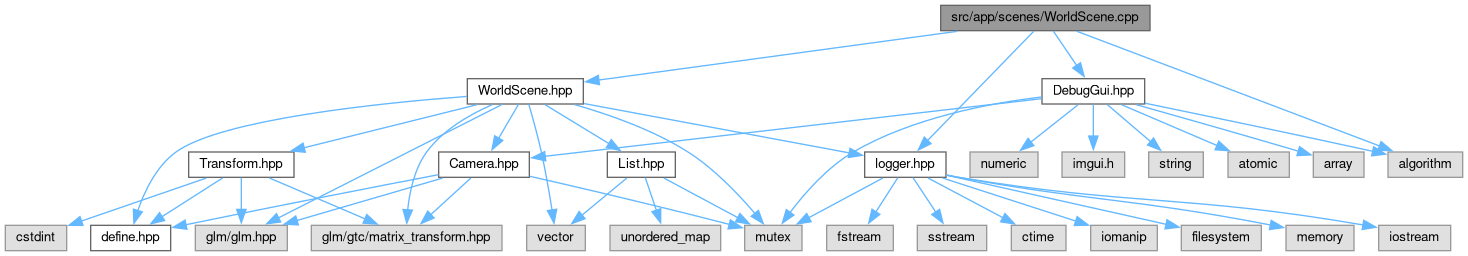 src/app/scenes/WorldScene.cpp
WorldScene.hpp
DebugGui.hpp
Transform.hpp
Camera.hpp
List.hpp
logger.hpp
numeric
imgui.h
string
atomic
array
algorithm
cstdint
define.hpp
glm/glm.hpp
glm/gtc/matrix_transform.hpp
vector
unordered_map
mutex
fstream
sstream
ctime
iomanip
filesystem
memory
iostream